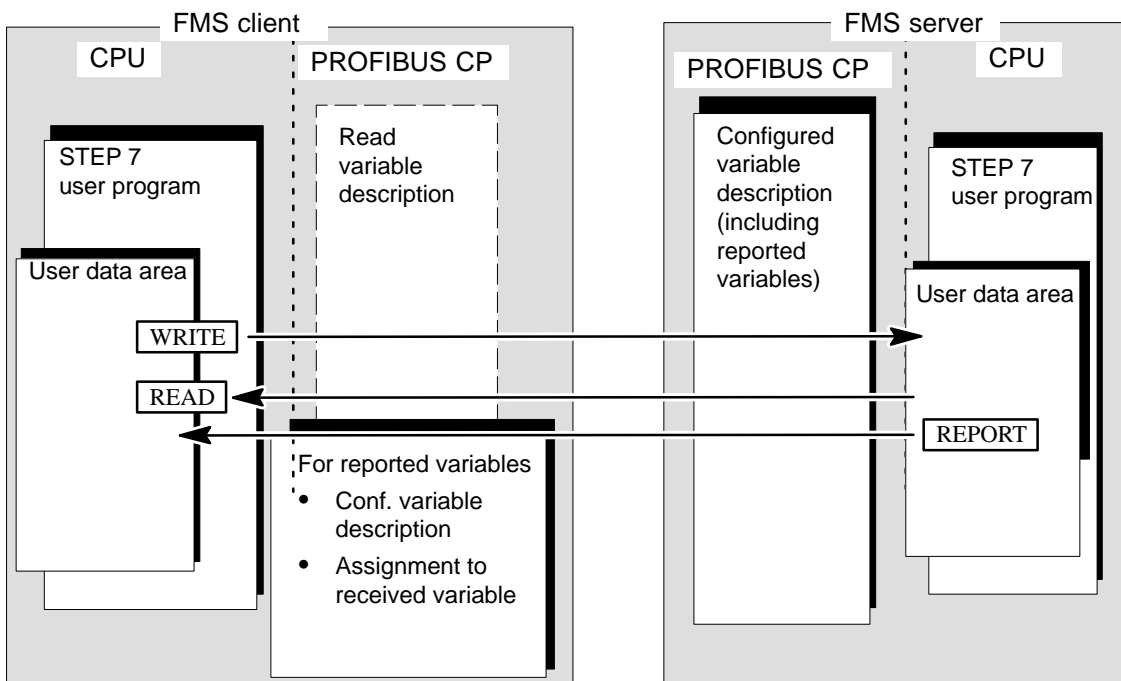 FMS client
CPU
PROFIBUS CP
STEP 7
user program
User data area
Read
variable
description
WRITE
READ
For reported variables
• Conf. variable
description
• Assignment to
received variable
FMS server
PROFIBUS CP
CPU
Configured
variable
description
(including
reported
variables)
STEP 7
user program
User data area
REPORT